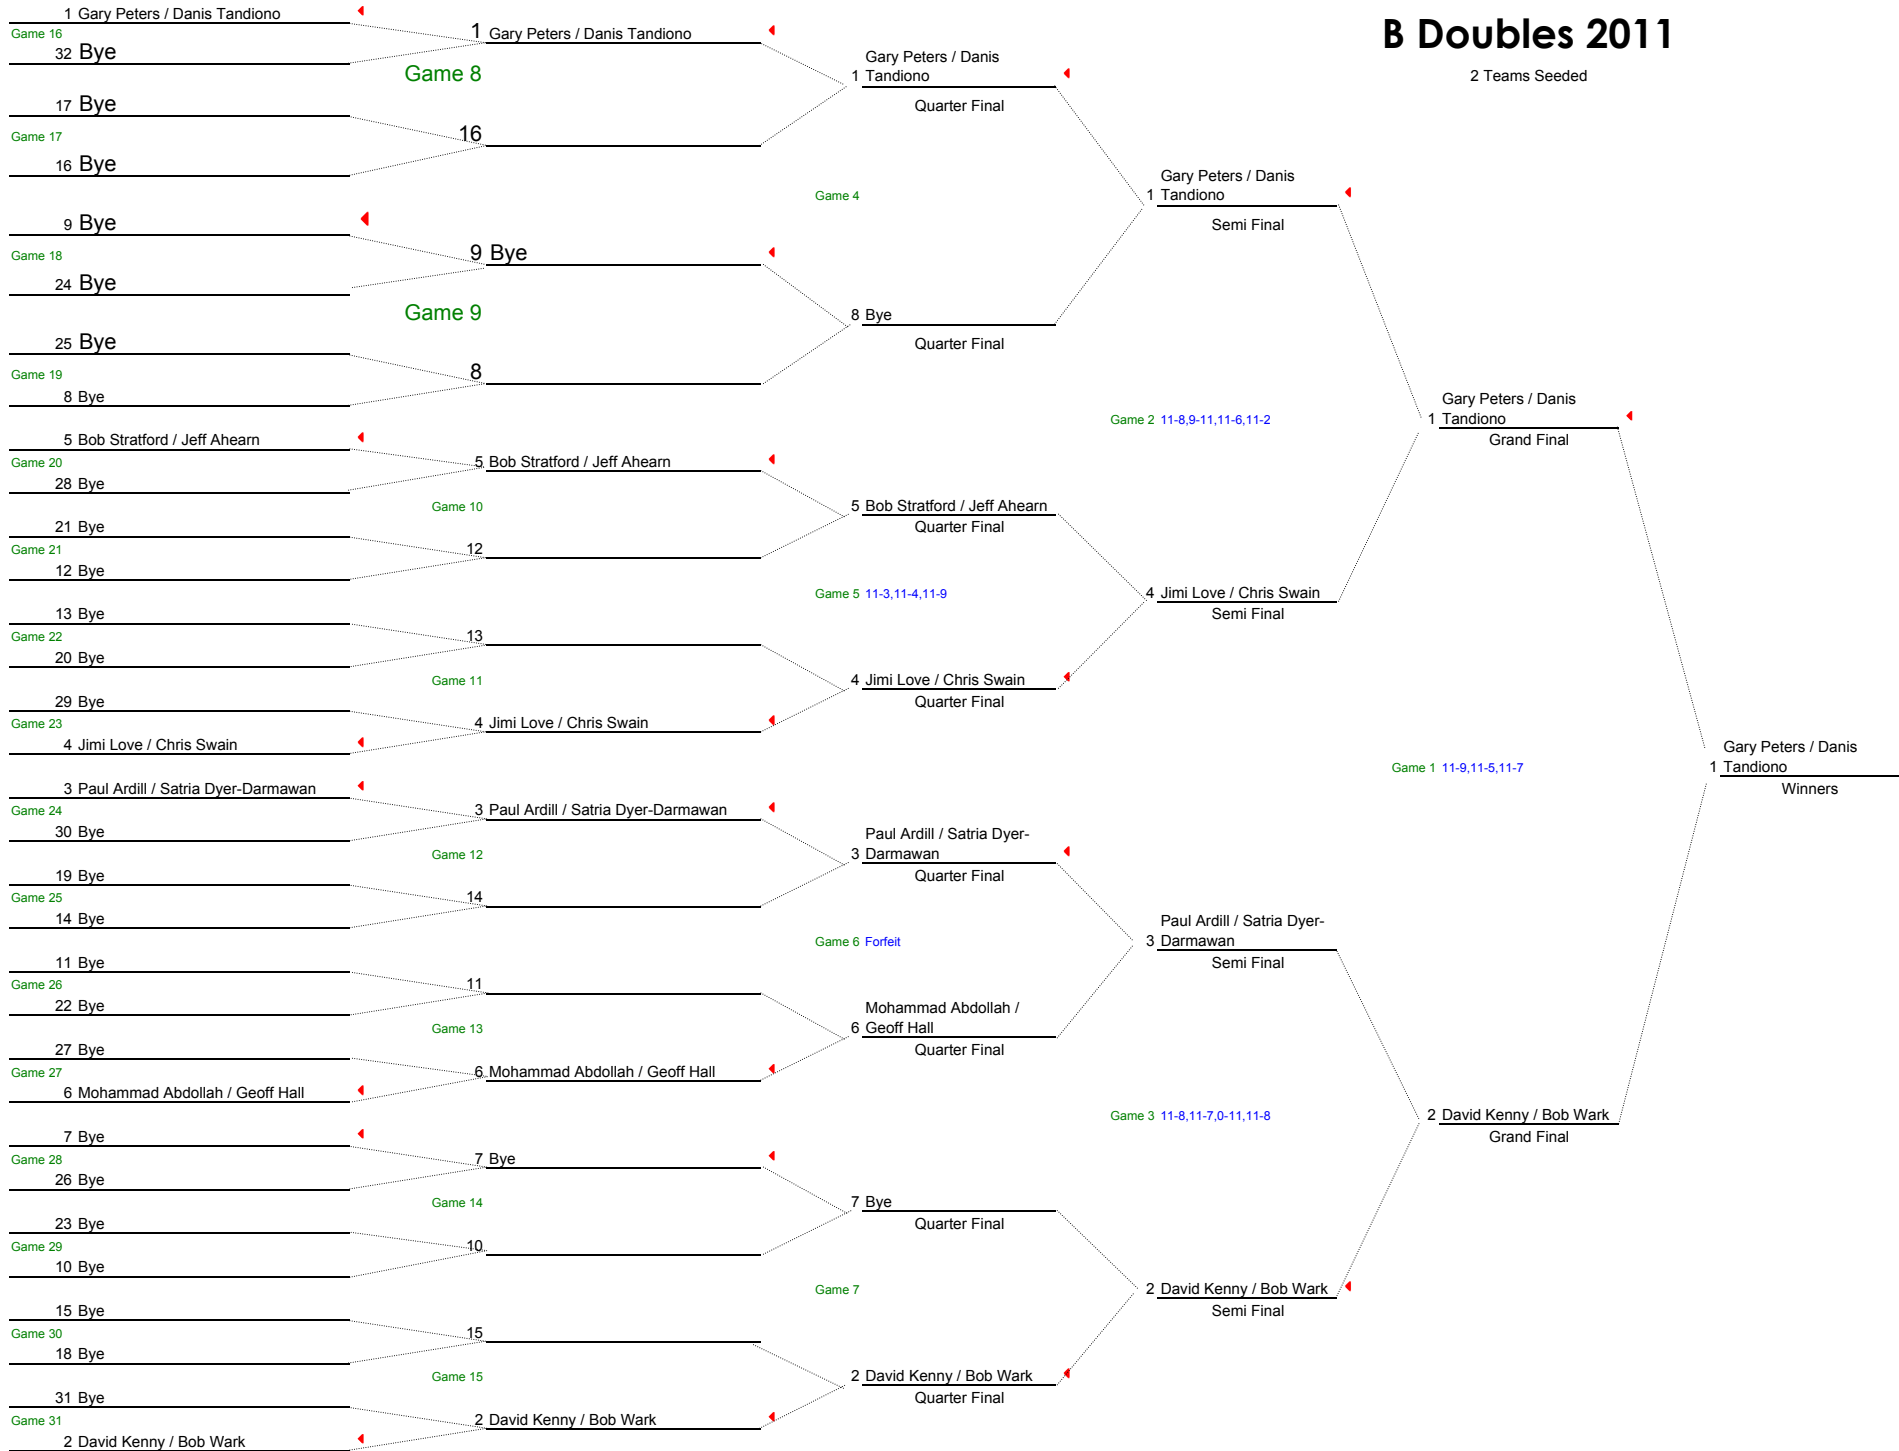 B Doubles 2011
2 Teams Seeded
1 Gary Peters / Danis Tandiono
Game 16
32 Bye
17 Bye
Game 17
16 Bye
9 Bye
Game 18
24 Bye
25 Bye
Game 19
8 Bye
5 Bob Stratford / Jeff Ahearn
Game 20
28 Bye
21 Bye
Game 21
12 Bye
13 Bye
Game 22
20 Bye
29 Bye
Game 23
4 Jimi Love / Chris Swain
3 Paul Ardill / Satria Dyer-Darmawan
Game 24
30 Bye
19 Bye
Game 25
14 Bye
11 Bye
Game 26
22 Bye
27 Bye
Game 27
6 Mohammad Abdollah / Geoff Hall
7 Bye
Game 28
26 Bye
23 Bye
Game 29
10 Bye
15 Bye
Game 30
18 Bye
31 Bye
Game 31
2 David Kenny / Bob Wark
1 Gary Peters / Danis Tandiono
Game 8
16
9 Bye
Game 9
8
5 Bob Stratford / Jeff Ahearn
Game 10
12
13
Game 11
4 Jimi Love / Chris Swain
3 Paul Ardill / Satria Dyer-Darmawan
Game 12
14
11
Game 13
6 Mohammad Abdollah / Geoff Hall
7 Bye
Game 14
10
15
Game 15
2 David Kenny / Bob Wark
Gary Peters / Danis
1 Tandiono
Quarter Final
Game 4
8 Bye
Quarter Final
5 Bob Stratford / Jeff Ahearn
Quarter Final
Game 5 11-3,11-4,11-9
4 Jimi Love / Chris Swain
Quarter Final
Paul Ardill / Satria Dyer-
3 Darmawan
Quarter Final
Game 6 Forfeit
Mohammad Abdollah /
6 Geoff Hall
Quarter Final
7 Bye
Quarter Final
Game 7
2 David Kenny / Bob Wark
Quarter Final
Gary Peters / Danis
1 Tandiono
Semi Final
Game 2 11-8,9-11,11-6,11-2
4 Jimi Love / Chris Swain
Semi Final
Paul Ardill / Satria Dyer-
3 Darmawan
Semi Final
Game 3 11-8,11-7,0-11,11-8
2 David Kenny / Bob Wark
Semi Final
Gary Peters / Danis
1 Tandiono
Grand Final
Game 1 11-9,11-5,11-7
2 David Kenny / Bob Wark
Grand Final
Gary Peters / Danis
1 Tandiono
Winners